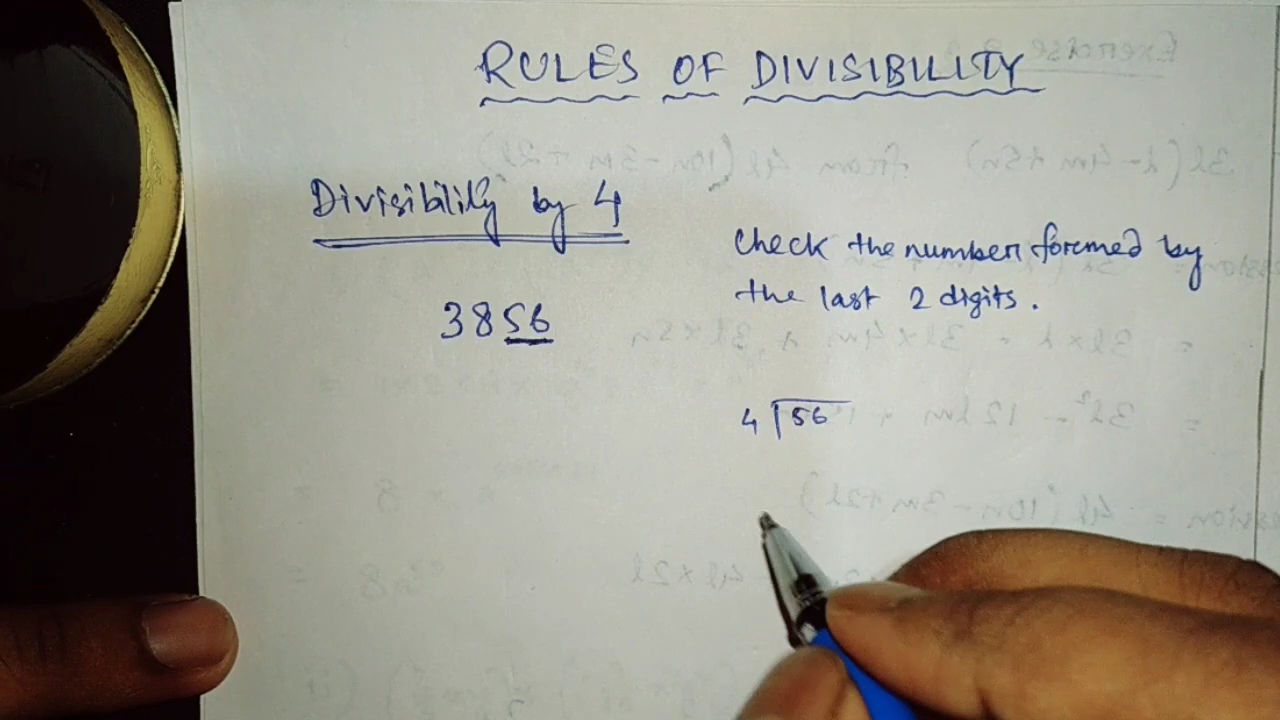 RULES OF DIVISIBILITY
Divisibility by 4
Check the number formed by
the last 2 digits.
3856
4 56